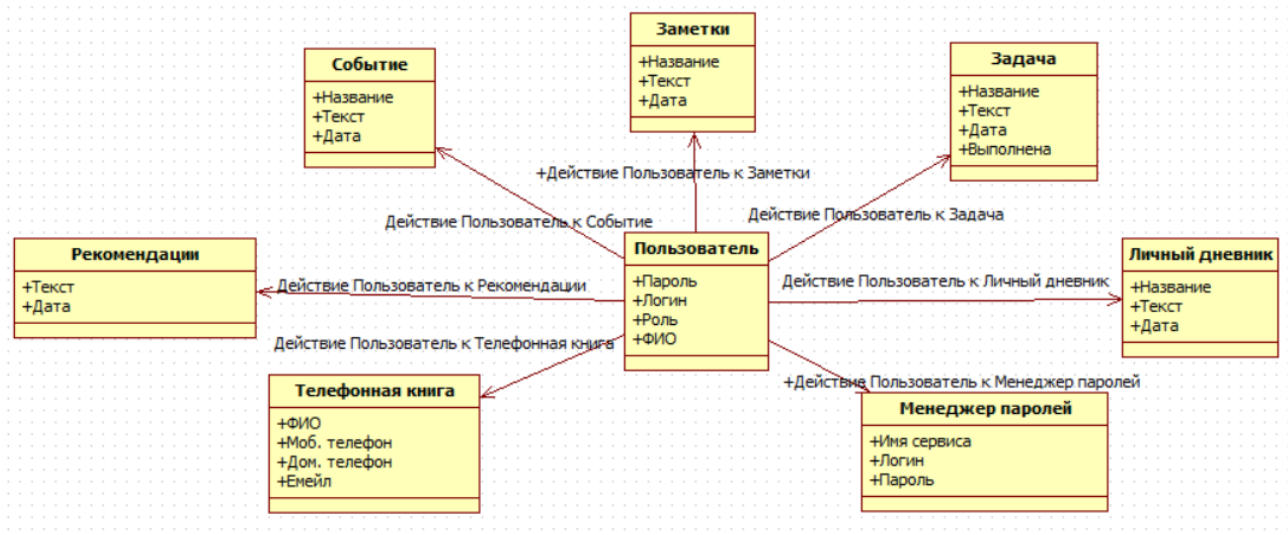 Заметки
+Название
+Текст
+Дата
Событие
+Название
+Текст
+Дата
Задача
+Название
+Текст
+Дата
+Выполнена
+Действие Пользователь к Заметки
Действие Пользователь к Событие
Действие Пользователь к Задача
Рекомендации
+Текст
+Дата
Действие Пользователь к Рекомендации
Пользователь
+Пароль
+Логин
+Роль
+ФИО
Действие Пользователь к Личный дневник
Личный дневник
+Название
+Текст
+Дата
Действие Пользователь к Телефонная книга
Телефонная книга
+ФИО
+Моб. телефон
+Дом. телефон
+Емейл
+Действие Пользователь к Менеджер паролей
Менеджер паролей
+Имя сервиса
+Логин
+Пароль